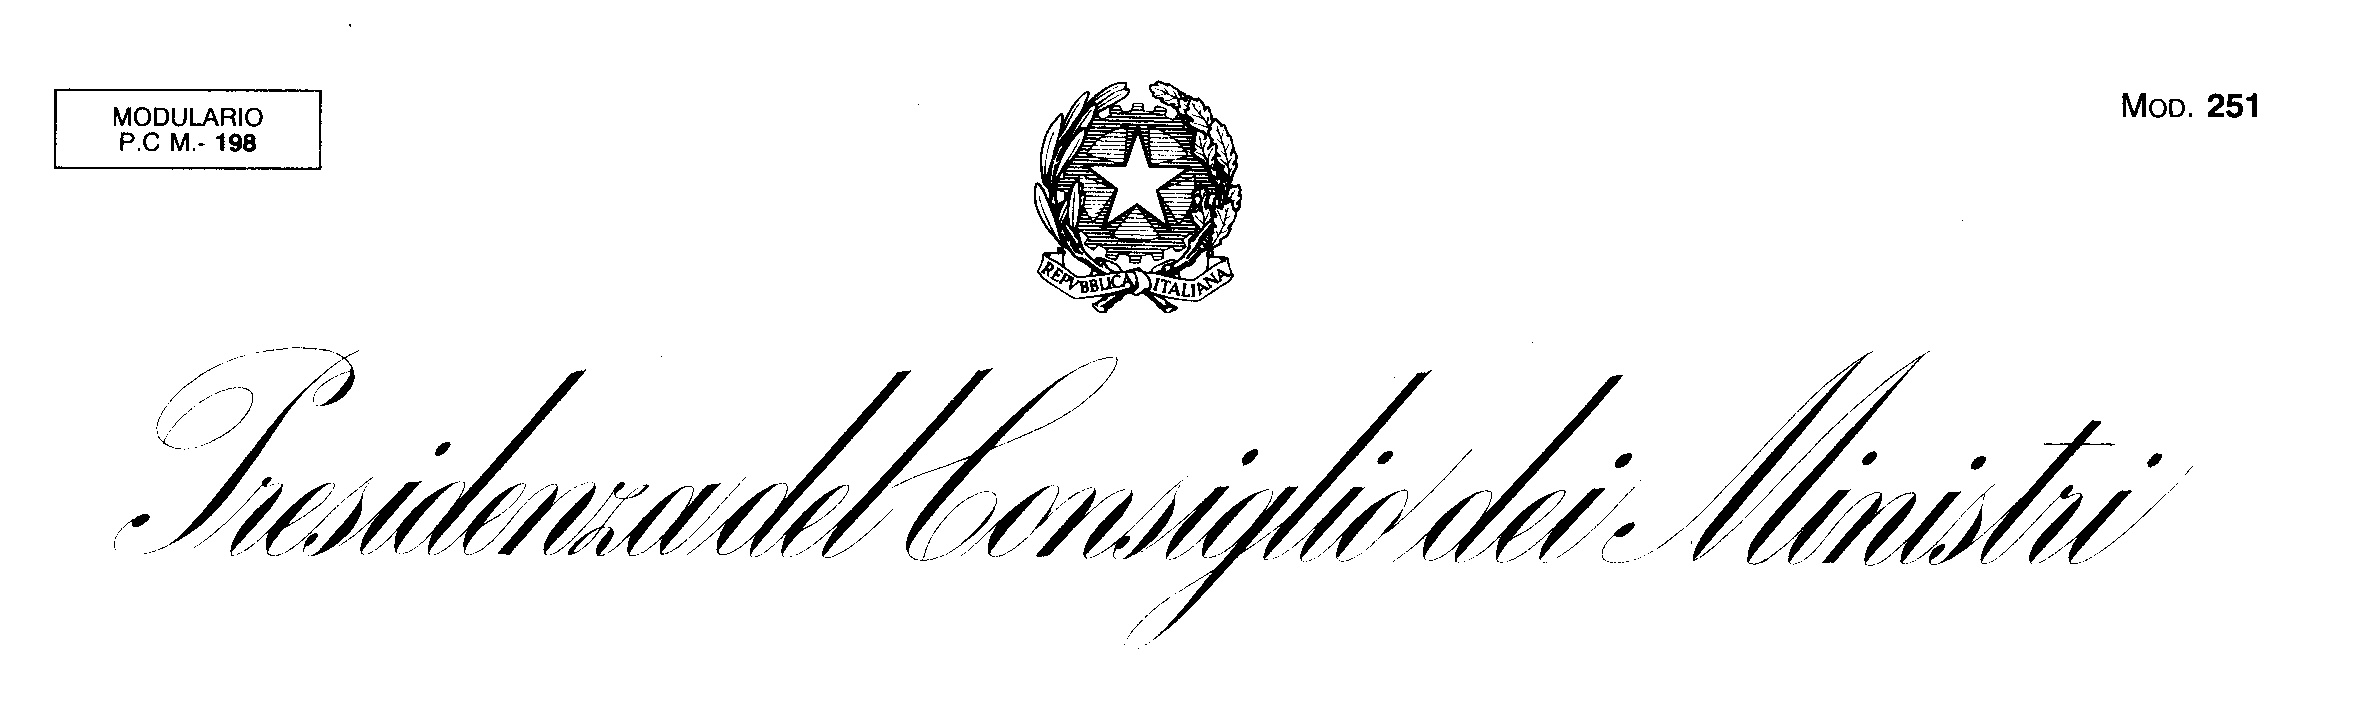 MODULARIO
P.C M.- 198
MOD. 251
REPVBBLICA ITALIANA
Presidenza del Consiglio dei Ministri